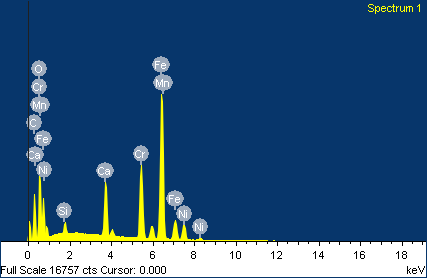 Spectrum 1
O
Cr
Mn
C
Fe
Ca
Ni
Si
Ca
Cr
Fe
Mn
Fe
Ni
Ni
0 2 4 6 8 10 12 14 16 18
Full Scale 16757 cts Cursor: 0.000 keV